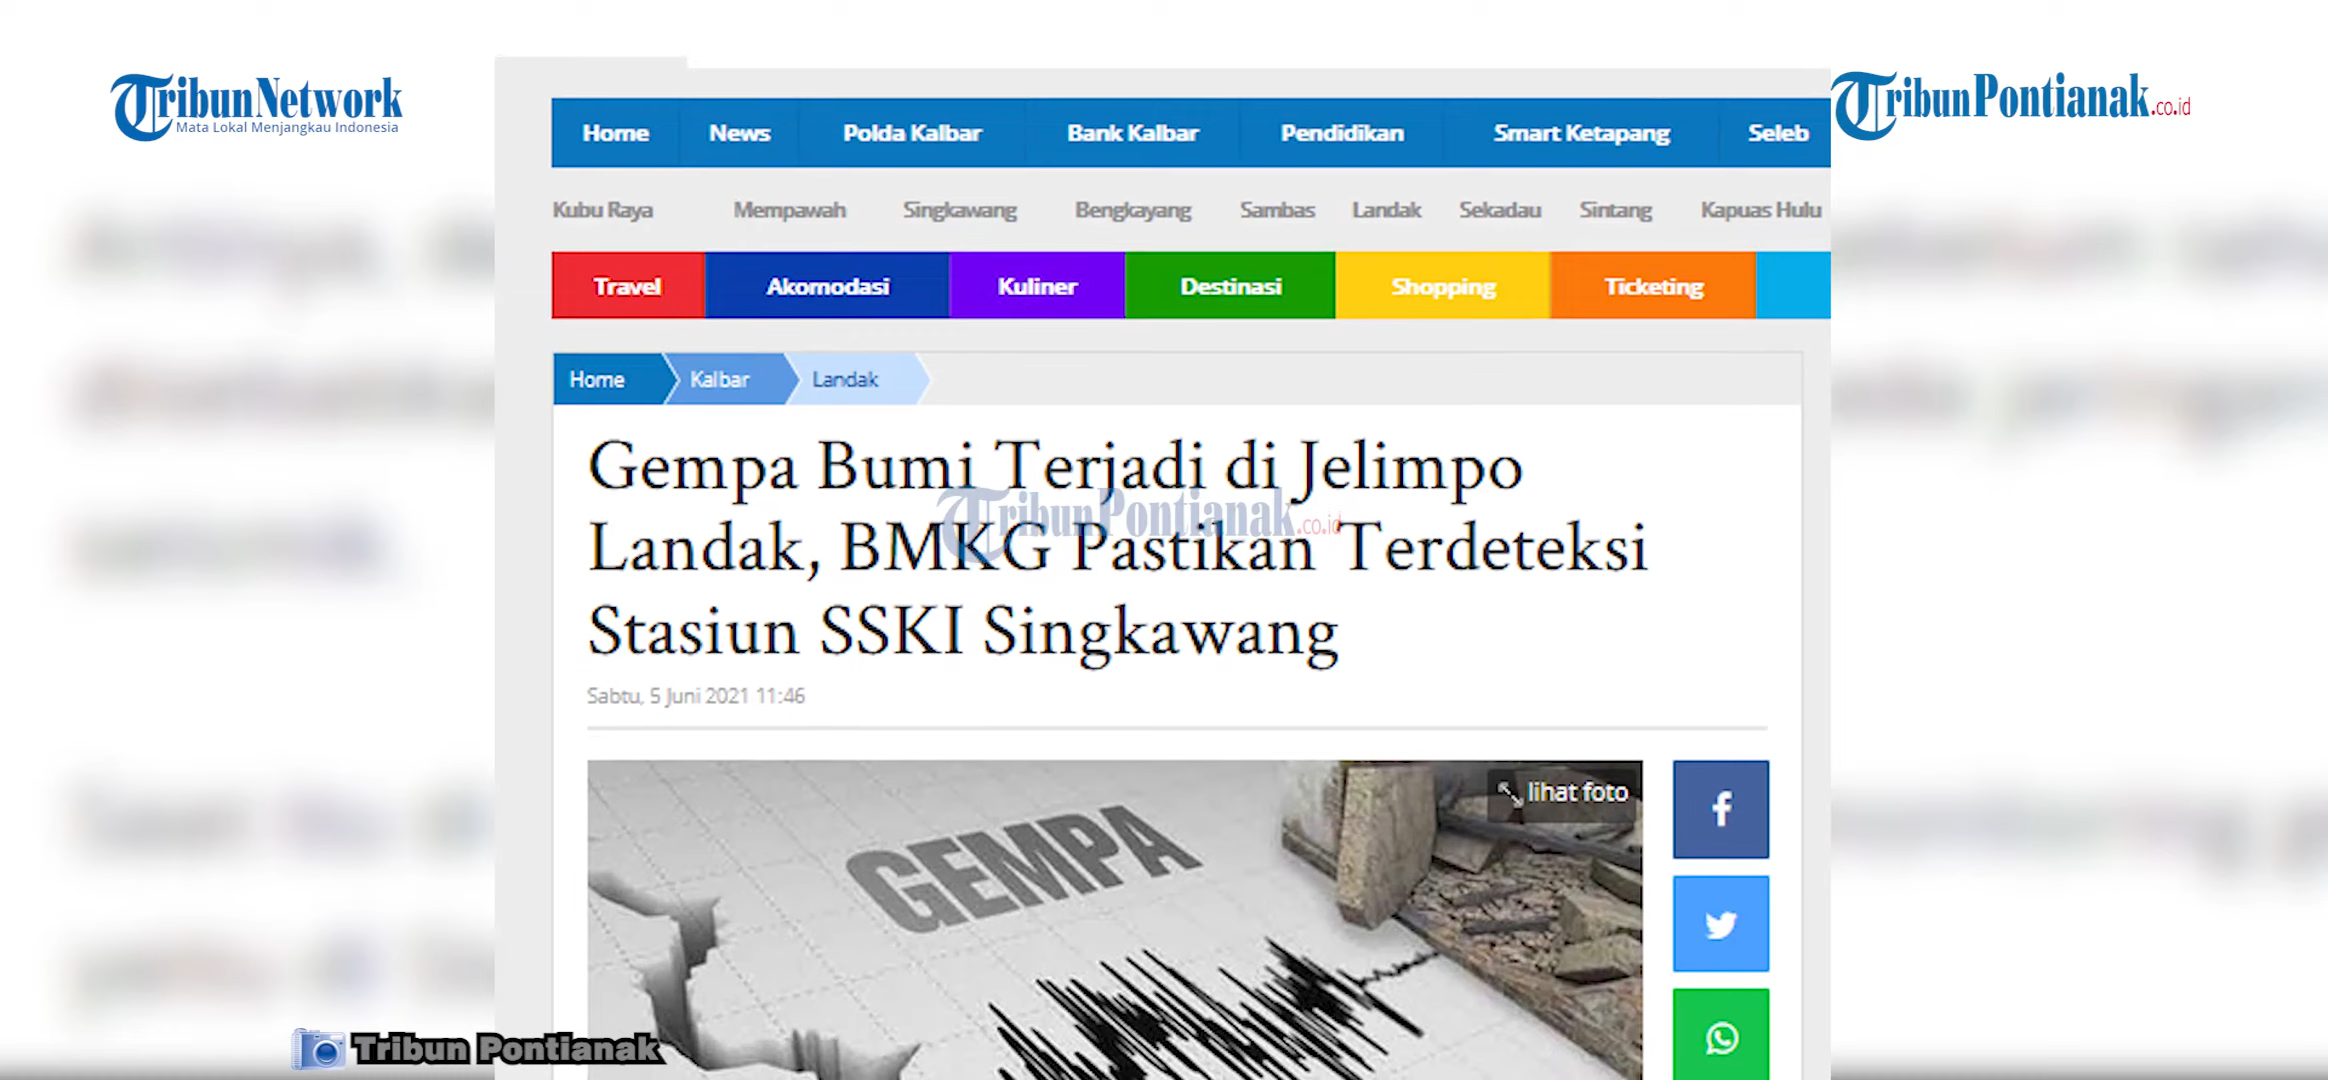 Tribun Network
Mata Lokal Menjangkau Indonesia
TribunPontianak.co.id
Home News Polda Kalbar Bank Kalbar Pendidikan Smart Ketapang Seleb
Kubu Raya Mempawah Singkawang Bengkayang Sambas Landak Sekadau Sintang Kapuas Hulu
Travel Akomodasi Kuliner Destinasi Shopping Ticketing
Home Kalbar Landak
Gempa Bumi Terjadi di Jelimpo
TribunPontianak.co.id
Landak, BMKG Pastikan Terdeteksi
Stasiun SSKI Singkawang
Sabtu, 5 Juni 2021 11:46
lihat foto
GEMPA
Tribun Pontianak